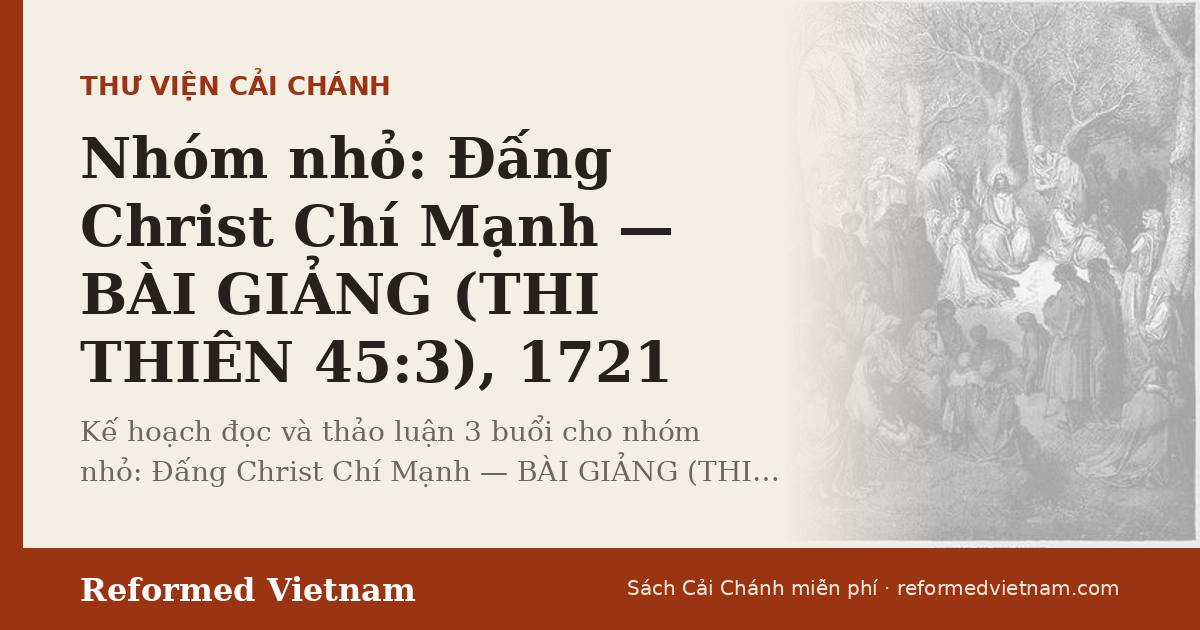 THƯ VIỆN CẢI CHÁNH
Nhóm nhỏ: Đấng
Christ Chí Mạnh —
BÀI GIẢNG (THI
THIÊN 45:3), 1721
Kế hoạch đọc và thảo luận 3 buổi cho nhóm
nhỏ: Đấng Christ Chí Mạnh — BÀI GIẢNG (THI…
Reformed Vietnam
Sách Cải Chánh miễn phí · reformedvietnam.com